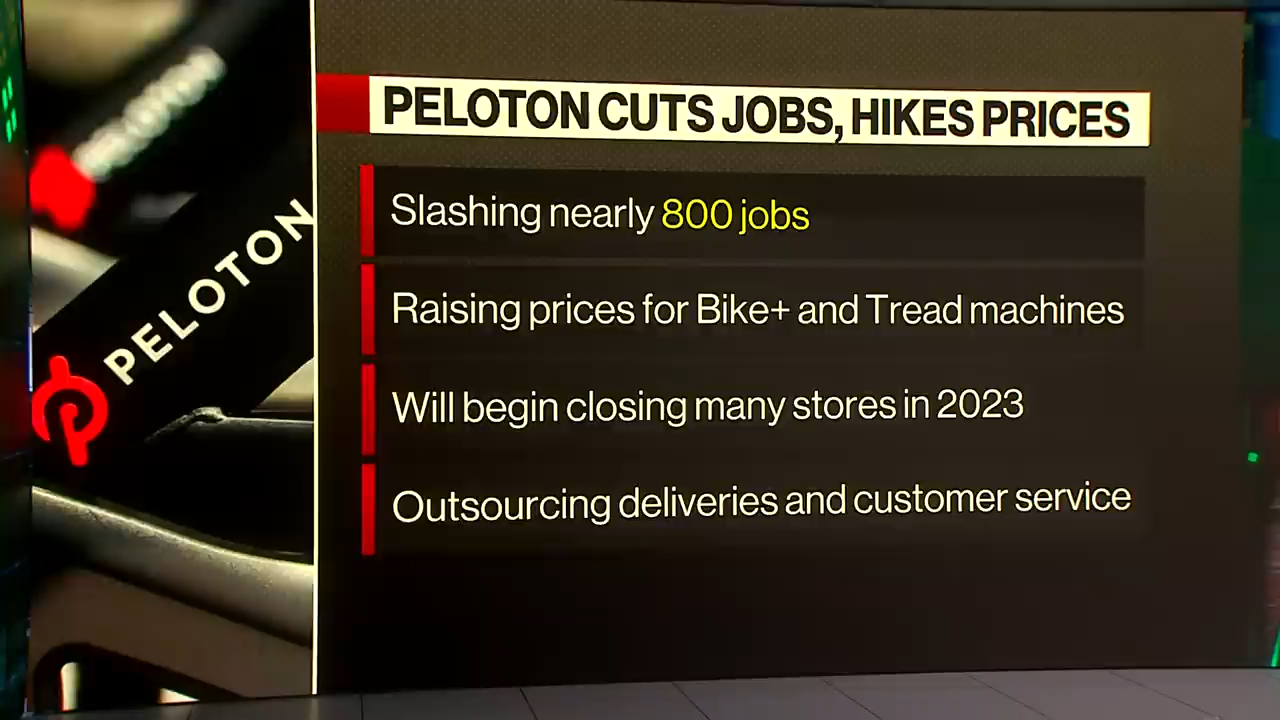 PELOTON CUTS JOBS, HIKES PRICES
Slashing nearly 800 jobs
Raising prices for Bike+ and Tread machines
Will begin closing many stores in 2023
Outsourcing deliveries and customer service
PELOTON